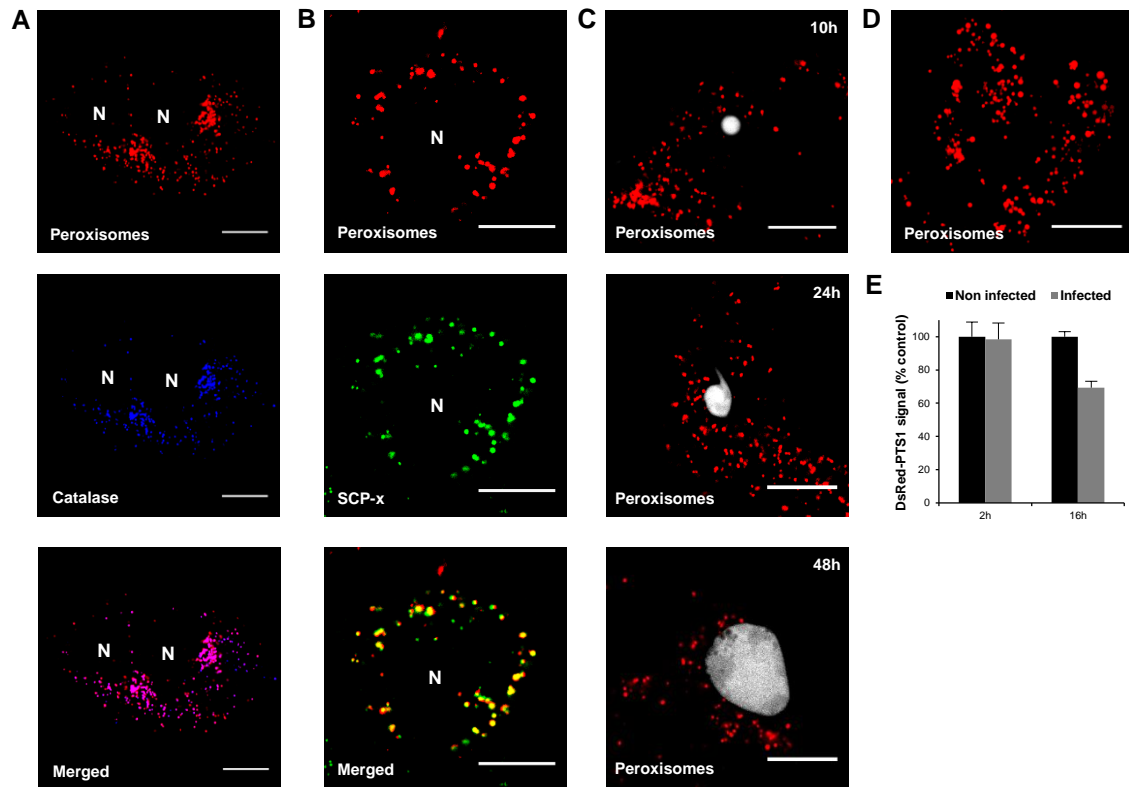 A
B
C
D
10h
N
N
N
Peroxisomes
Peroxisomes
Peroxisomes
Peroxisomes
24h
E
Non infected
Infected
N
N
N
Catalase
SCP-x
Peroxisomes
DsRed-PTS1 signal (% control)
100
80
60
40
20
0
2h
16h
48h
N
N
N
Merged
Merged
Peroxisomes